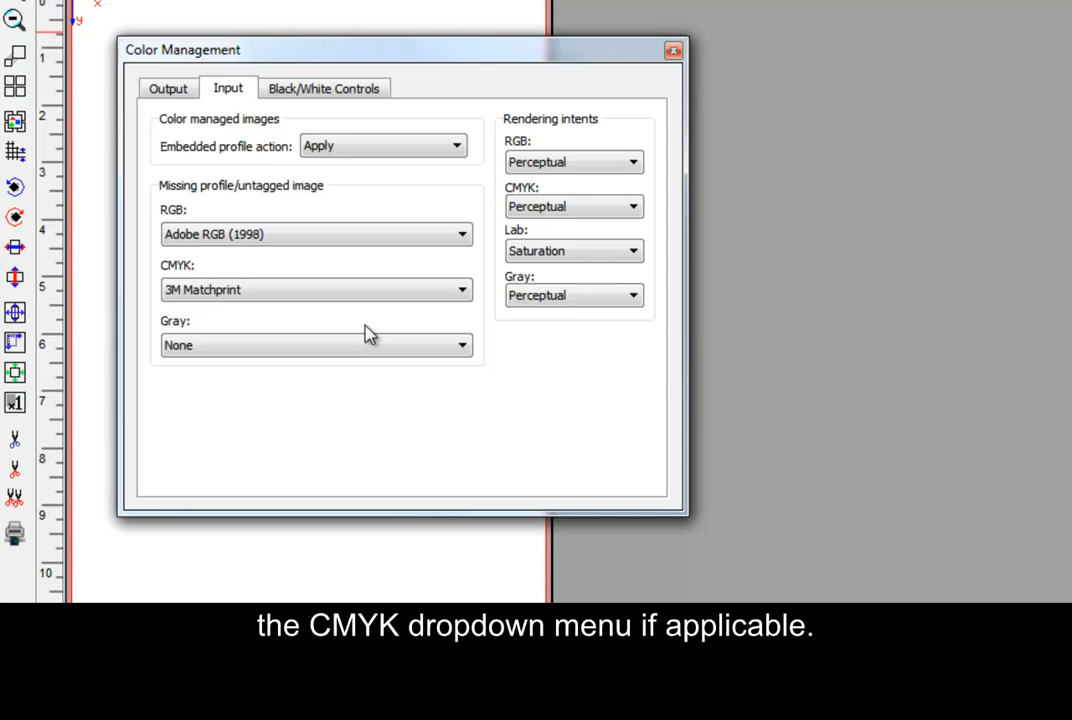 Color Management
Output
Input
Black/White Controls
Color managed images
Embedded profile action:
Apply
Missing profile/untagged image
RGB:
Adobe RGB (1998)
CMYK:
3M Matchprint
Gray:
None
Rendering intents
RGB:
Perceptual
CMYK:
Perceptual
Lab:
Saturation
Gray:
Perceptual
0
1
2
3
4
5
6
7
8
9
10
x
y
x1
the CMYK dropdown menu if applicable.